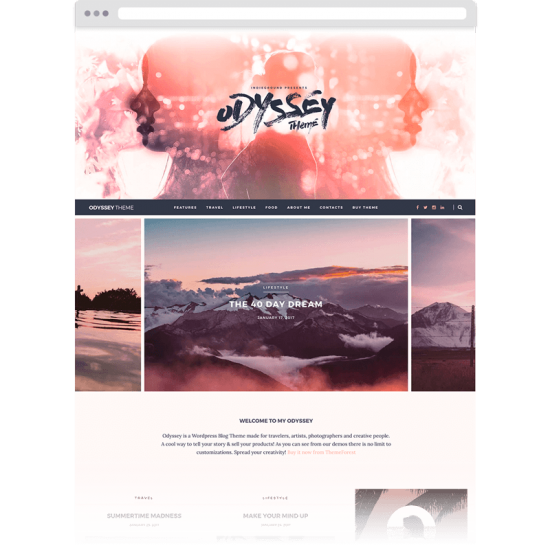 INDIEGROUND PRESENTS
ODYSSEY
THEME
ODYSSEY THEME FEATURES TRAVEL LIFESTYLE FOOD ABOUT ME CONTACTS BUY THEME
LIFESTYLE
THE 40 DAY DREAM
JANUARY 17, 2017
WELCOME TO MY ODYSSEY
Odyssey is a Wordpress Blog Theme made for travelers, artists, photographers and creative people.
A cool way to tell your story & sell your products! As you can see from our demos there is no limit to
customizations. Spread your creativity! Buy it now from ThemeForest
TRAVEL LIFESTYLE
SUMMERTIME MADNESS MAKE YOUR MIND UP